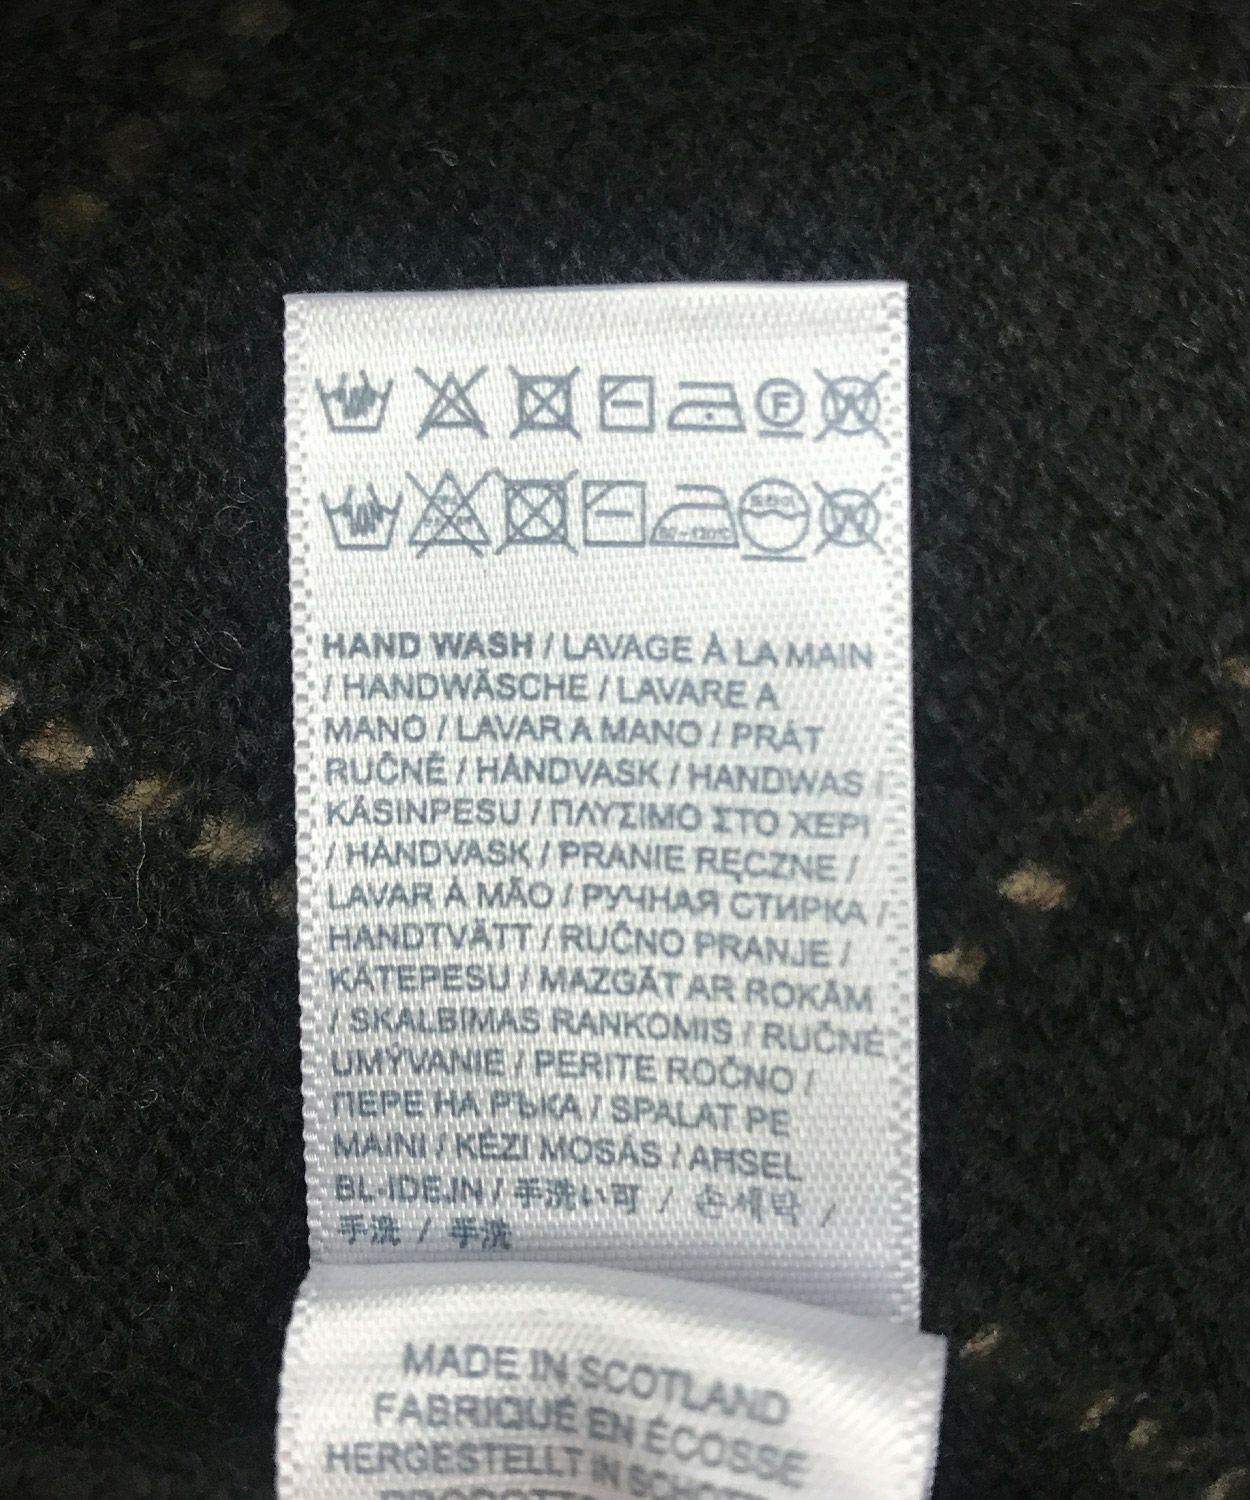 F W
W
HAND WASH / LAVAGE À LA MAIN
/ HANDWÄSCHE / LAVARE A
MANO / LAVAR A MANO / PRÁT
RUČNĚ / HÅNDVASK / HANDWAS /
KÄSINPESU / ΠΛΥΣΙΜΟ ΣΤΟ ΧΕΡΙ
/ HÅNDVASK / PRANIE RĘCZNE /
LAVAR À MÃO / РУЧНАЯ СТИРКА /
HANDTVÄTT / RUČNO PRANJE /
KÄTEPESU / MAZGĀT AR ROKĀM
/ SKALBIMAS RANKOMIS / RUČNÉ
UMÝVANIE / PERITE ROČNO /
ПЕРЕ НА РЪКА / SPALAT PE
MAINI / KÉZI MOSÁS / AĦSEL
BL-IDEJN / 手洗い可 / 손세탁 /
手洗 / 手洗
MADE IN SCOTLAND
FABRIQUÉ EN ÉCOSSE
HERGESTELLT IN